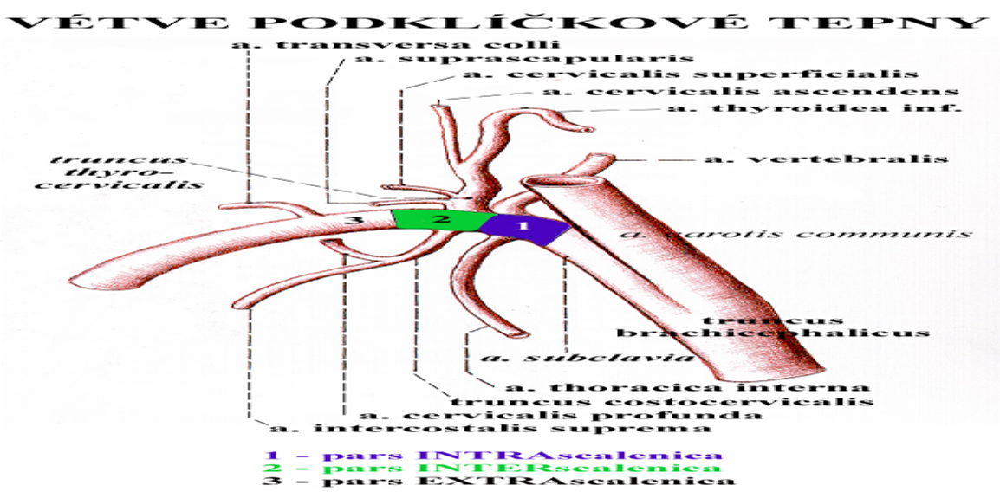 VÉTVE PODKLÍČKOVÉ TEPNY
a. transversa colli
a. suprascapularis
a. cervicalis superficialis
a. cervicalis ascendens
a. thyroidea inf.
a. vertebralis
truncus
thyro-
cervicalis
3
2
1
a. carotis communis
truncus
brachicephalicus
a. subclavia
a. thoracica interna
truncus costocervicalis
a. cervicalis profunda
a. intercostalis suprema
1 - pars INTRAscalenica
2 - pars INTERscalenica
3 - pars EXTRAscalenica